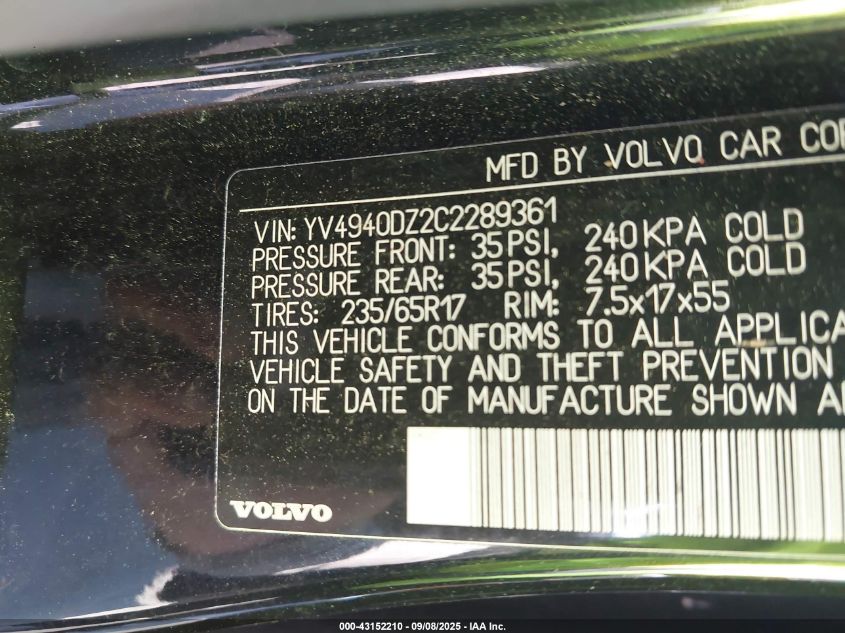 MFD BY VOLVO CAR COR
VIN: YV4940DZ2C2289361
PRESSURE FRONT: 35 PSI, 240 KPA COLD
PRESSURE REAR: 35 PSI, 240 KPA COLD
TIRES: 235/65R17 RIM: 7.5x17x55
THIS VEHICLE CONFORMS TO ALL APPLICA
VEHICLE SAFETY AND THEFT PREVENTION
ON THE DATE OF MANUFACTURE SHOWN A
VOLVO
000-43152210 - 09/08/2025 - IAA Inc.